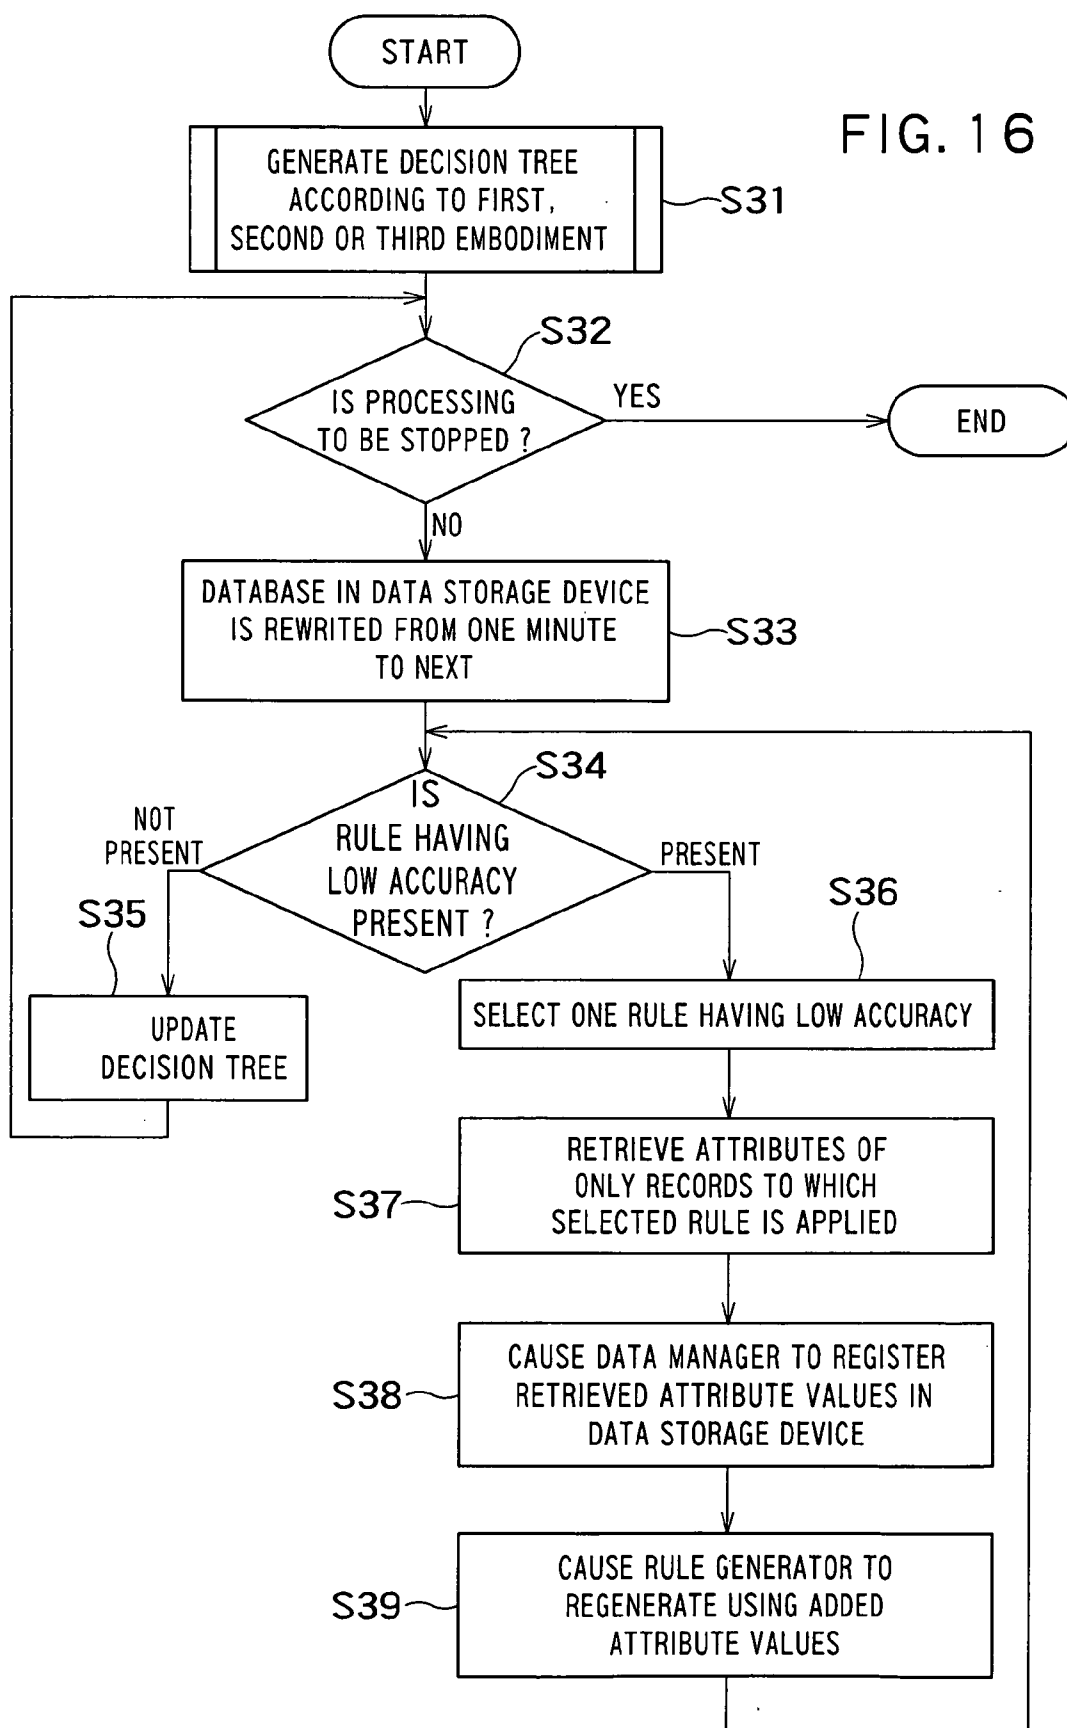 START
FIG. 16
GENERATE DECISION TREE
ACCORDING TO FIRST,
SECOND OR THIRD EMBODIMENT
S31
S32
IS PROCESSING
TO BE STOPPED ?
YES
END
NO
DATABASE IN DATA STORAGE DEVICE
IS REWRITED FROM ONE MINUTE
TO NEXT
S33
S34
IS
RULE HAVING
LOW ACCURACY
PRESENT ?
NOT
PRESENT
PRESENT
S35
UPDATE
DECISION TREE
S36
SELECT ONE RULE HAVING LOW ACCURACY
RETRIEVE ATTRIBUTES OF
ONLY RECORDS TO WHICH
SELECTED RULE IS APPLIED
S37
CAUSE DATA MANAGER TO REGISTER
RETRIEVED ATTRIBUTE VALUES IN
DATA STORAGE DEVICE
S38
CAUSE RULE GENERATOR TO
REGENERATE USING ADDED
ATTRIBUTE VALUES
S39